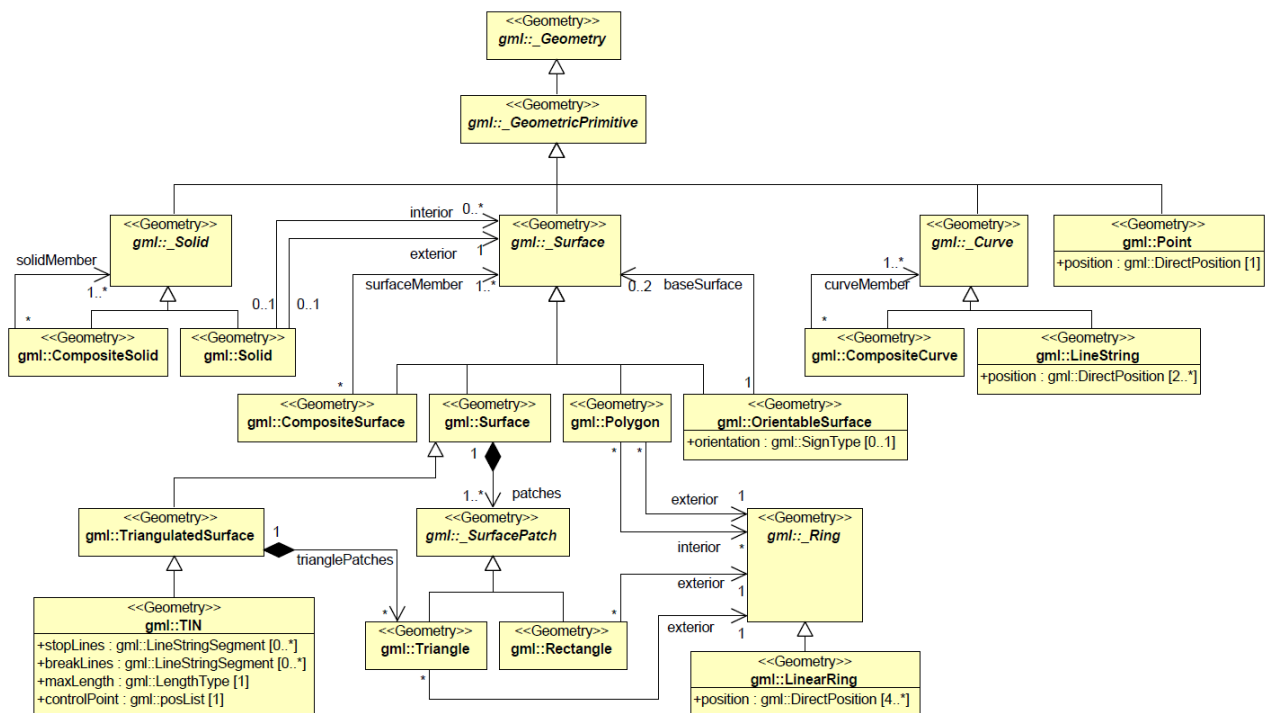 <<Geometry>>
gml::_Geometry
<<Geometry>>
gml::_GeometricPrimitive
<<Geometry>>
gml::_Solid
interior
0..*
exterior
1
<<Geometry>>
gml::_Surface
<<Geometry>>
gml::_Curve
<<Geometry>>
gml::Point
+position : gml::DirectPosition [1]
solidMember
1..*
*
surfaceMember
1..*
*
0..1
0..1
0..2
baseSurface
1
1..*
curveMember
*
<<Geometry>>
gml::CompositeSolid
<<Geometry>>
gml::Solid
<<Geometry>>
gml::CompositeCurve
<<Geometry>>
gml::LineString
+position : gml::DirectPosition [2..*]
<<Geometry>>
gml::CompositeSurface
<<Geometry>>
gml::Surface
<<Geometry>>
gml::Polygon
<<Geometry>>
gml::OrientableSurface
+orientation : gml::SignType [0..1]
1
1..*
patches
*
*
exterior
1
interior
*
<<Geometry>>
gml::TriangulatedSurface
1
trianglePatches
*
<<Geometry>>
gml::_SurfacePatch
<<Geometry>>
gml::_Ring
exterior
1
*
exterior
1
*
<<Geometry>>
gml::TIN
+stopLines : gml::LineStringSegment [0..*]
+breakLines : gml::LineStringSegment [0..*]
+maxLength : gml::LengthType [1]
+controlPoint : gml::posList [1]
<<Geometry>>
gml::Triangle
<<Geometry>>
gml::Rectangle
<<Geometry>>
gml::LinearRing
+position : gml::DirectPosition [4..*]